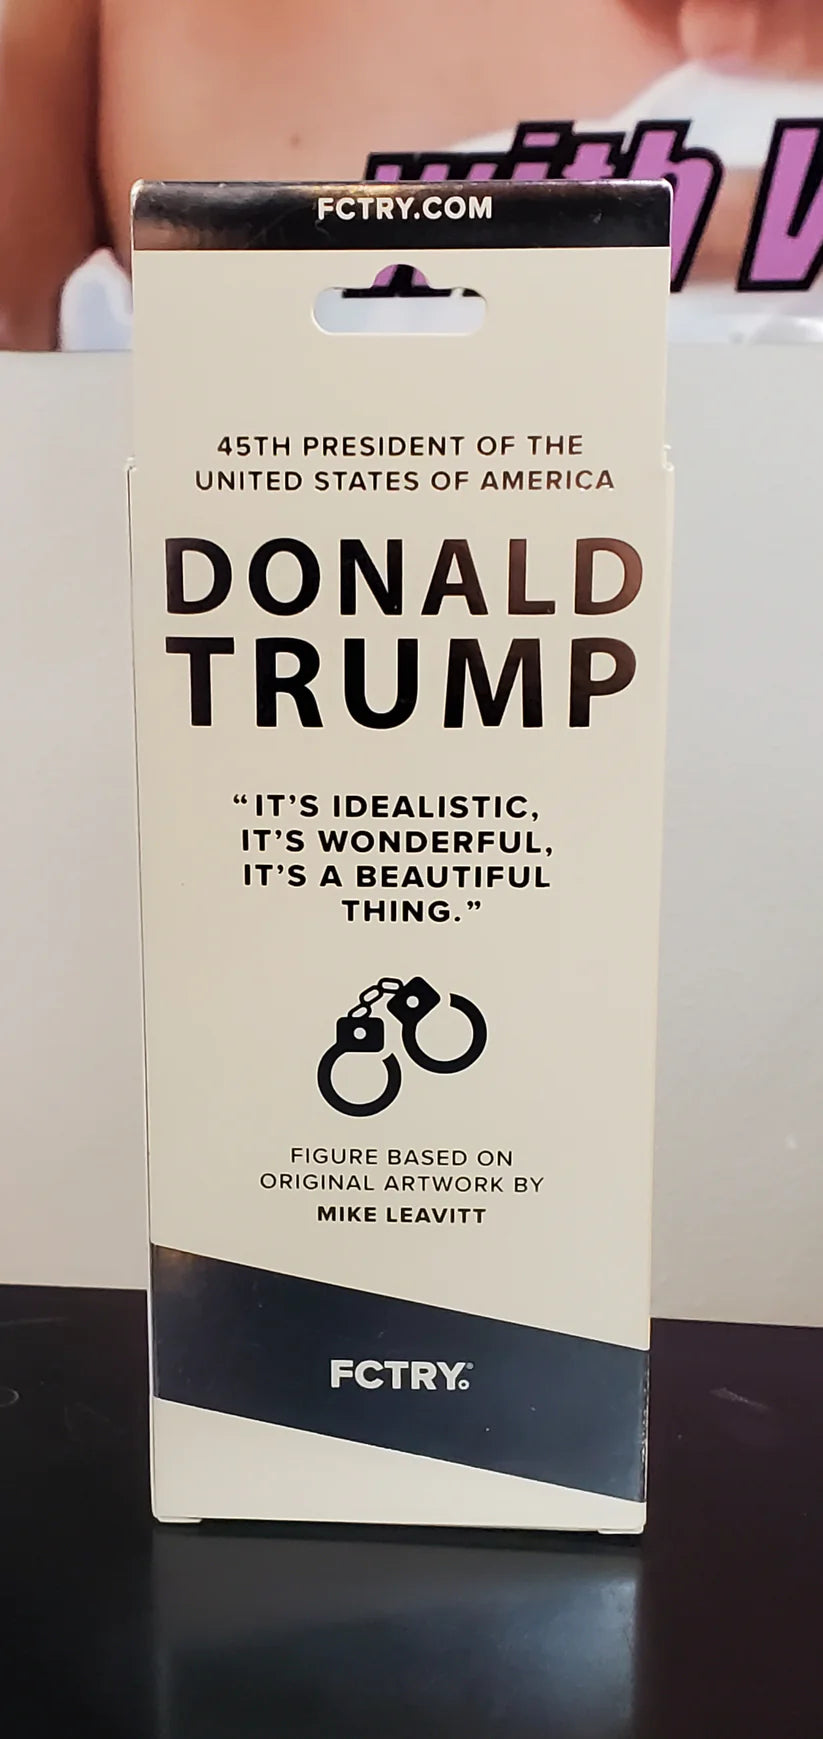 with
FCTRY.COM
45TH PRESIDENT OF THE
UNITED STATES OF AMERICA
DONALD
TRUMP
“IT’S IDEALISTIC,
IT’S WONDERFUL,
IT’S A BEAUTIFUL
THING.”
FIGURE BASED ON
ORIGINAL ARTWORK BY
MIKE LEAVITT
FCTRY®